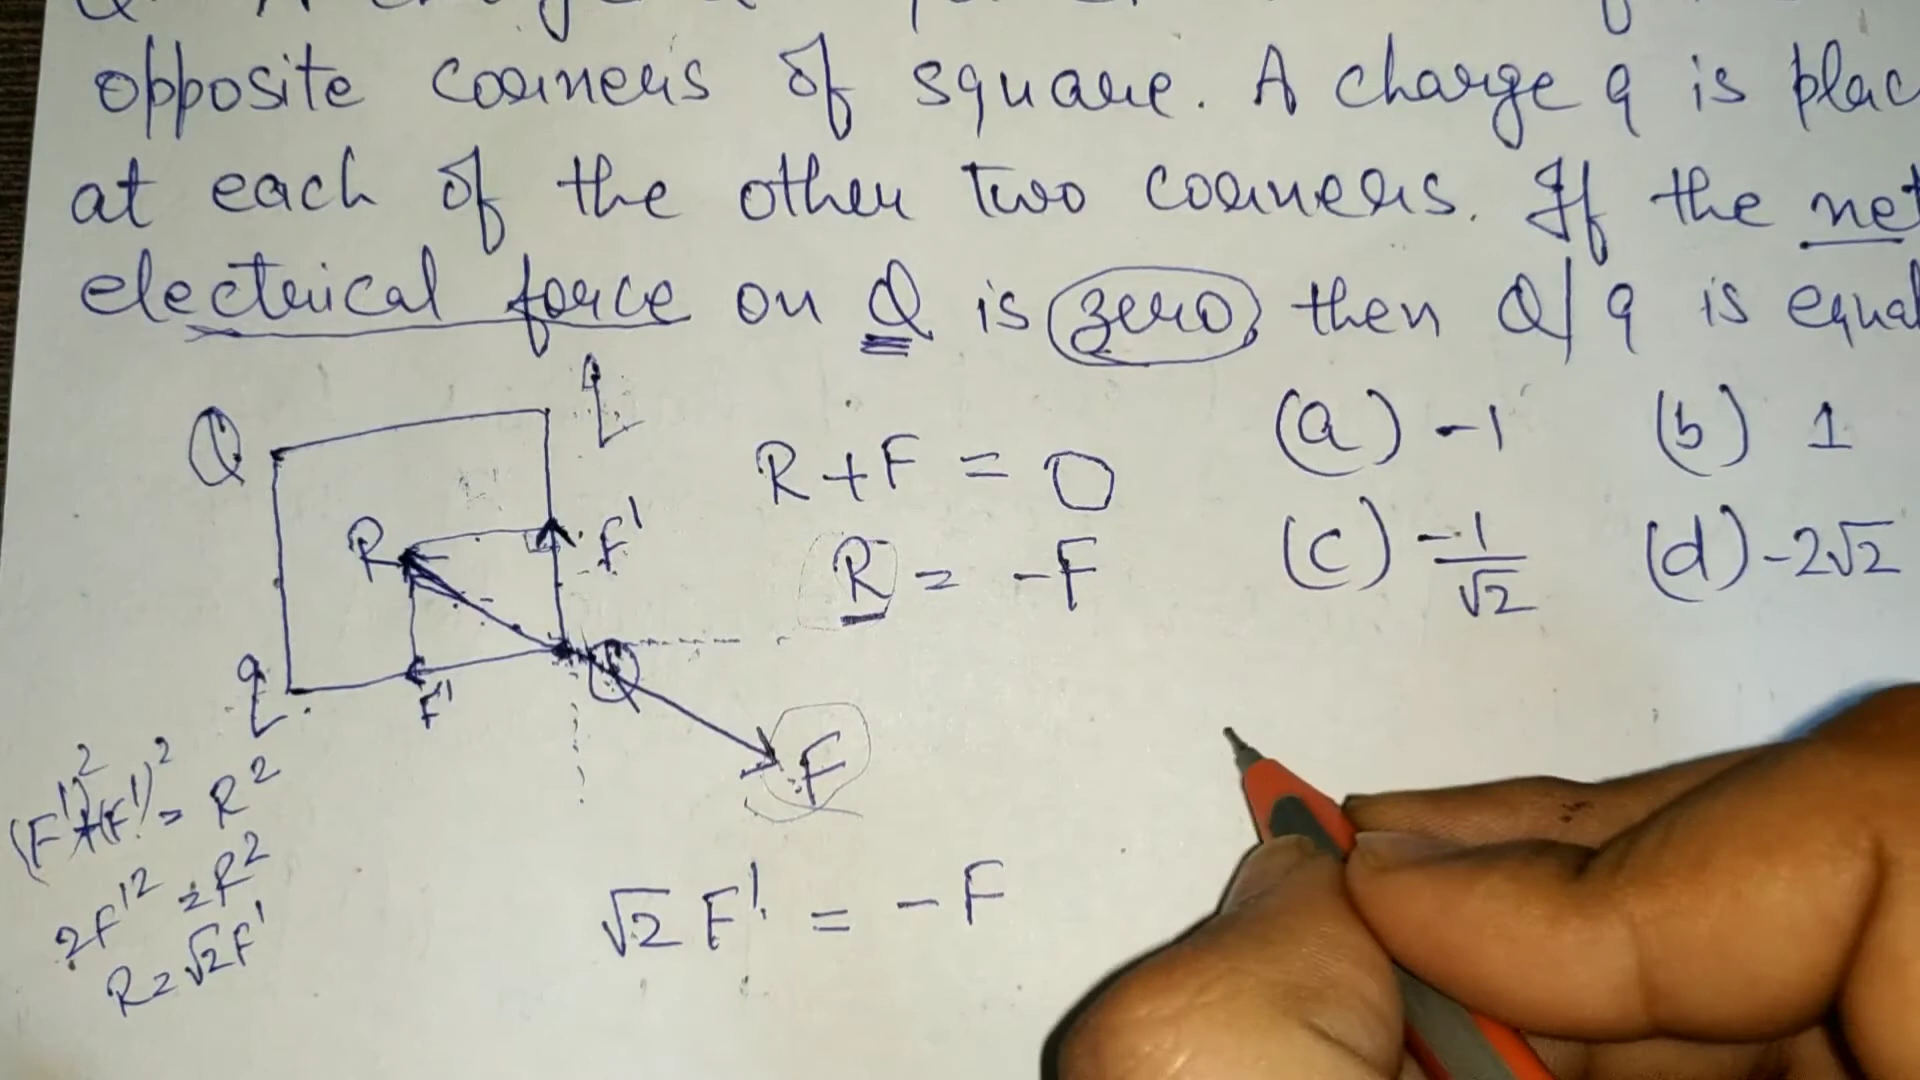 opposite corners of square. A charge q is plac
at each of the other two corners. If the net
electrical force on Q is zero, then Q/q is equal
(a) -1 (b) 1
(c) -1/√2 (d) -2√2
Q q
R F'
q F' Q
F
R + F = 0
R = -F
(F')²+(F')² = R²
2F'² = R²
R = √2F'
√2 F' = - F